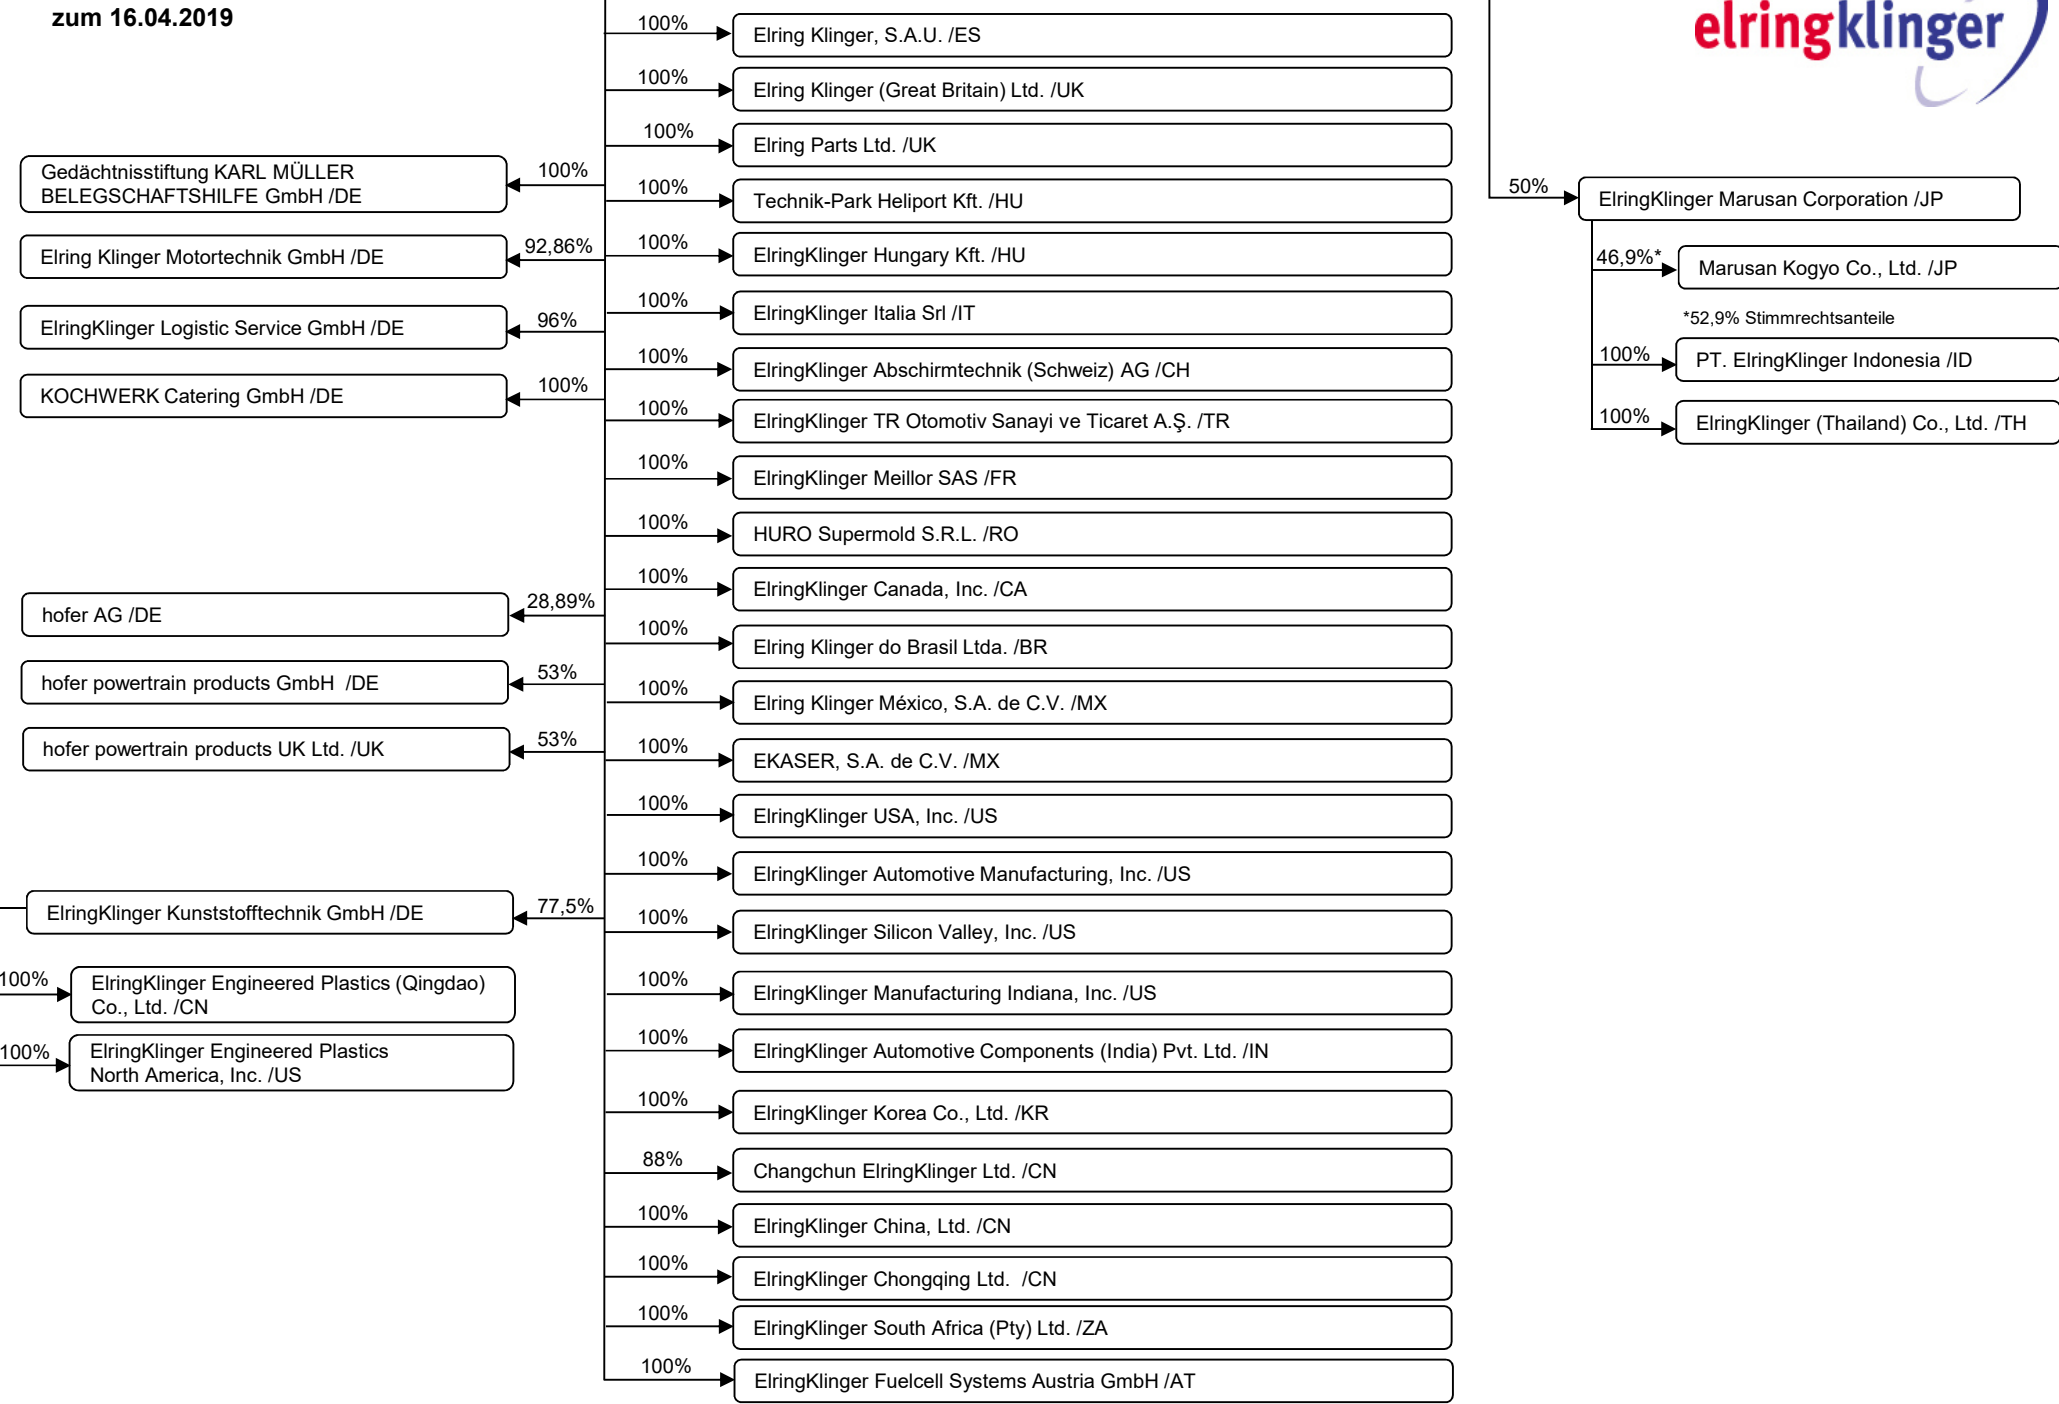 zum 16.04.2019
elringklinger
100%
Elring Klinger, S.A.U. /ES
100%
Elring Klinger (Great Britain) Ltd. /UK
100%
Elring Parts Ltd. /UK
100%
Technik-Park Heliport Kft. /HU
100%
ElringKlinger Hungary Kft. /HU
100%
ElringKlinger Italia Srl /IT
100%
ElringKlinger Abschirmtechnik (Schweiz) AG /CH
100%
ElringKlinger TR Otomotiv Sanayi ve Ticaret A.Ş. /TR
100%
ElringKlinger Meillor SAS /FR
100%
HURO Supermold S.R.L. /RO
100%
ElringKlinger Canada, Inc. /CA
100%
Elring Klinger do Brasil Ltda. /BR
100%
Elring Klinger México, S.A. de C.V. /MX
100%
EKASER, S.A. de C.V. /MX
100%
ElringKlinger USA, Inc. /US
100%
ElringKlinger Automotive Manufacturing, Inc. /US
100%
ElringKlinger Silicon Valley, Inc. /US
100%
ElringKlinger Manufacturing Indiana, Inc. /US
100%
ElringKlinger Automotive Components (India) Pvt. Ltd. /IN
100%
ElringKlinger Korea Co., Ltd. /KR
88%
Changchun ElringKlinger Ltd. /CN
100%
ElringKlinger China, Ltd. /CN
100%
ElringKlinger Chongqing Ltd. /CN
100%
ElringKlinger South Africa (Pty) Ltd. /ZA
100%
ElringKlinger Fuelcell Systems Austria GmbH /AT
Gedächtnisstiftung KARL MÜLLER
BELEGSCHAFTSHILFE GmbH /DE
100%
Elring Klinger Motortechnik GmbH /DE
92,86%
ElringKlinger Logistic Service GmbH /DE
96%
KOCHWERK Catering GmbH /DE
100%
hofer AG /DE
28,89%
hofer powertrain products GmbH /DE
53%
hofer powertrain products UK Ltd. /UK
53%
ElringKlinger Kunststofftechnik GmbH /DE
77,5%
100%
ElringKlinger Engineered Plastics (Qingdao)
Co., Ltd. /CN
100%
ElringKlinger Engineered Plastics
North America, Inc. /US
50%
ElringKlinger Marusan Corporation /JP
46,9%*
Marusan Kogyo Co., Ltd. /JP
*52,9% Stimmrechtsanteile
100%
PT. ElringKlinger Indonesia /ID
100%
ElringKlinger (Thailand) Co., Ltd. /TH